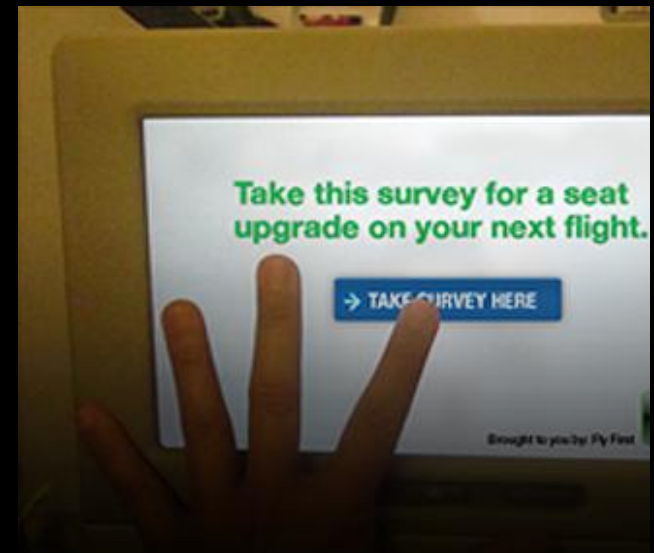 Take this survey for a seat
upgrade on your next flight.
→ TAKE SURVEY HERE
Brought to you by: Fly First